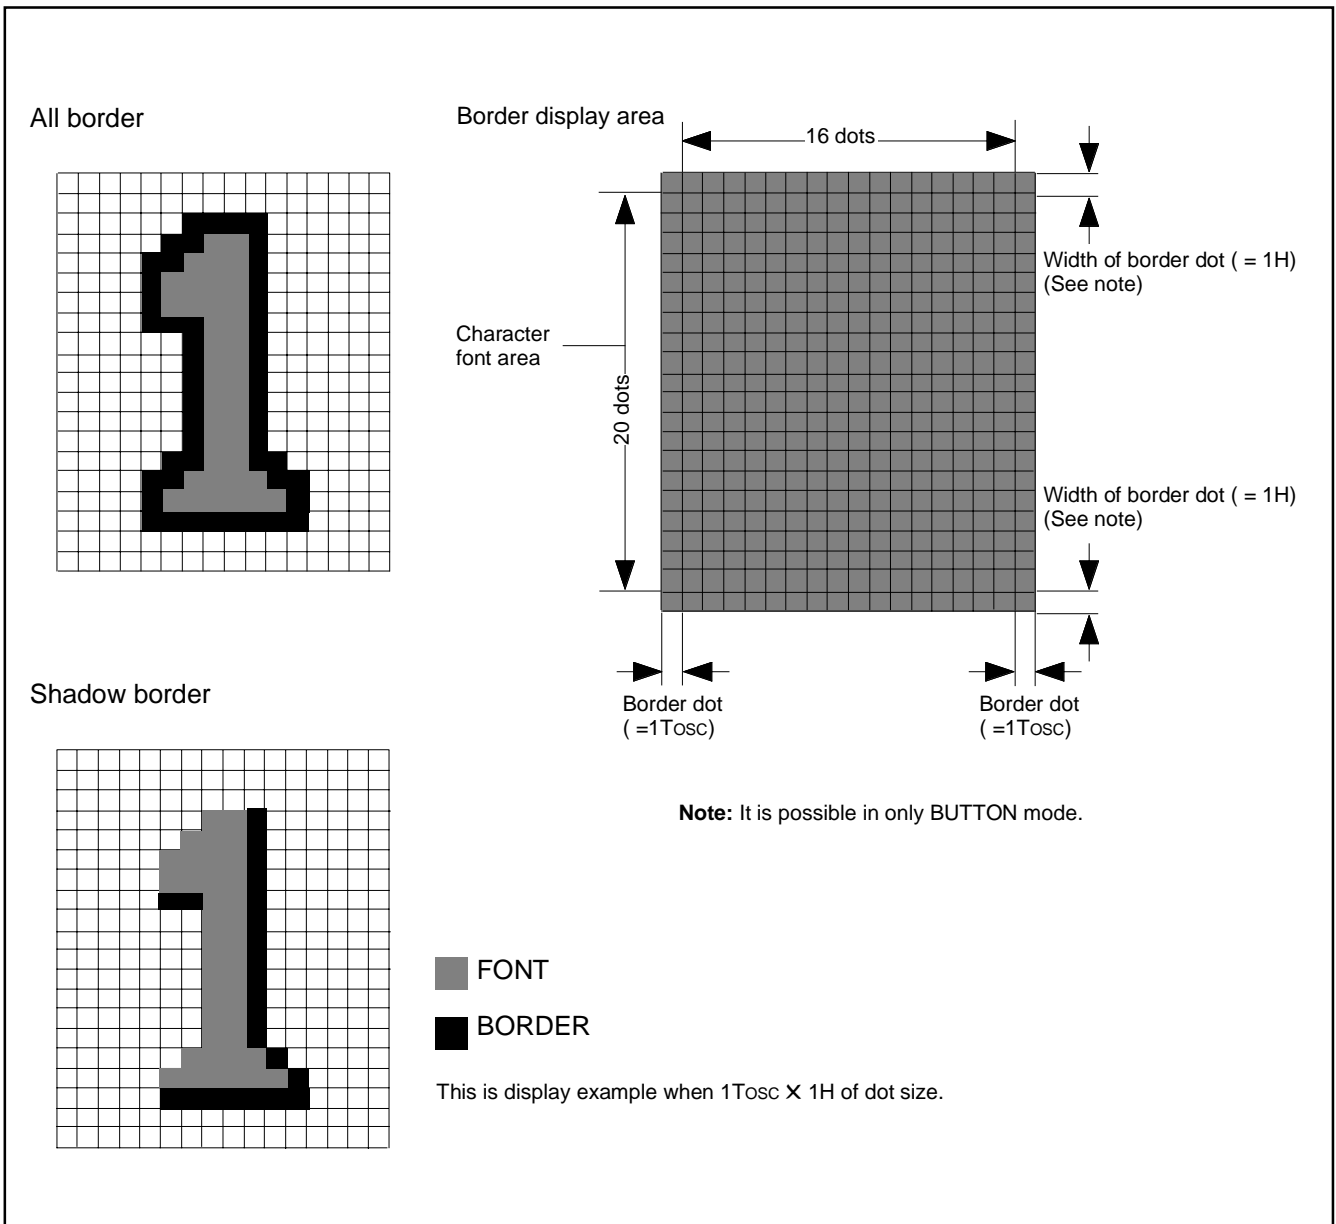 All border
Border display area
16 dots
Width of border dot ( = 1H)
(See note)
Character
font area
20 dots
Width of border dot ( = 1H)
(See note)
Border dot
( =1TOSC)
Border dot
( =1TOSC)
Shadow border
Note: It is possible in only BUTTON mode.
FONT
BORDER
This is display example when 1TOSC X 1H of dot size.